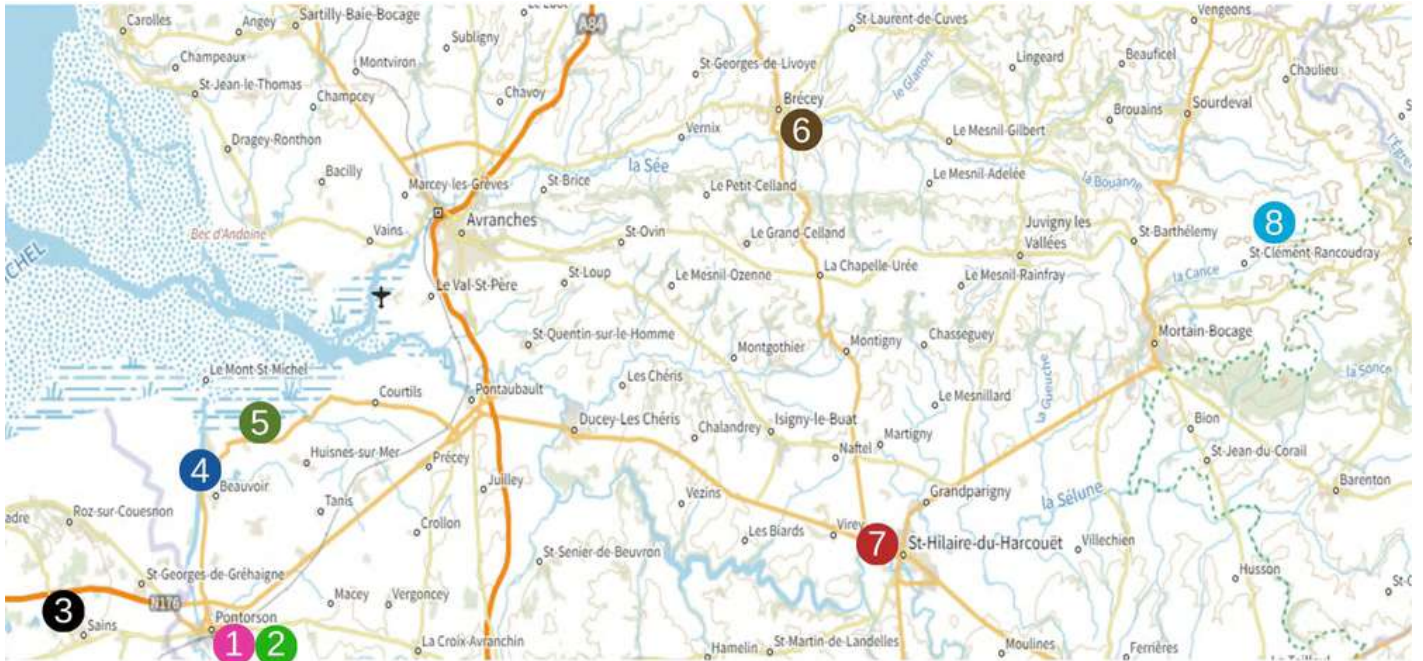 Carolles
Angey
Sartilly-Baie-Bocage
A84
St-Laurent-de-Cuves
Vengeons
Subligny
Champeaux
Montviron
St-Georges-de-Livoye
le Glanon
Lingeard
Beauficel
Chaulieu
St-Jean-le-Thomas
Champcey
Chavoy
Brécey
Brouains
Sourdeval
6
Dragey-Ronthon
Vernix
Le Mesnil-Gilbert
Bacilly
la Sée
Marcey-les-Grèves
St-Brice
Le Petit-Celland
Le Mesnil-Adelée
la Bouanne
Avranches
8
Bec d'Andaine
Vains
St-Ovin
Le Grand-Celland
Juvigny les
Vallées
St-Barthélemy
St-Clément-Rancoudray
St-Loup
Le Mesnil-Ozenne
La Chapelle-Urée
Le Mesnil-Rainfray
la Cance
Le Val-St-Père
St-Quentin-sur-le-Homme
Montgothier
Montigny
Chasseguey
Mortain-Bocage
Le Mont-St-Michel
Courtils
Pontaubault
Les Chéris
Le Mesnillard
la Gueuche
la Sonce
5
Ducey-Les Chéris
Chalandrey
Isigny-le-Buat
Martigny
Bion
4
Beauvoir
Huisnes-sur-Mer
Précey
Naftel
St-Jean-du-Corail
Barenton
Juilley
Roz-sur-Couesnon
Tanis
Vezins
Grandparigny
la Sélune
Crollon
Les Biards
Virey
7
St-Hilaire-du-Harcouët
Villechien
St-Senier-de-Beuvron
St-Georges-de-Gréhaigne
Husson
3
N176
Macey
Vergoncey
Sains
Pontorson
1
2
La Croix-Avranchin
Hamelin
St-Martin-de-Landelles
Moulines
Ferrières